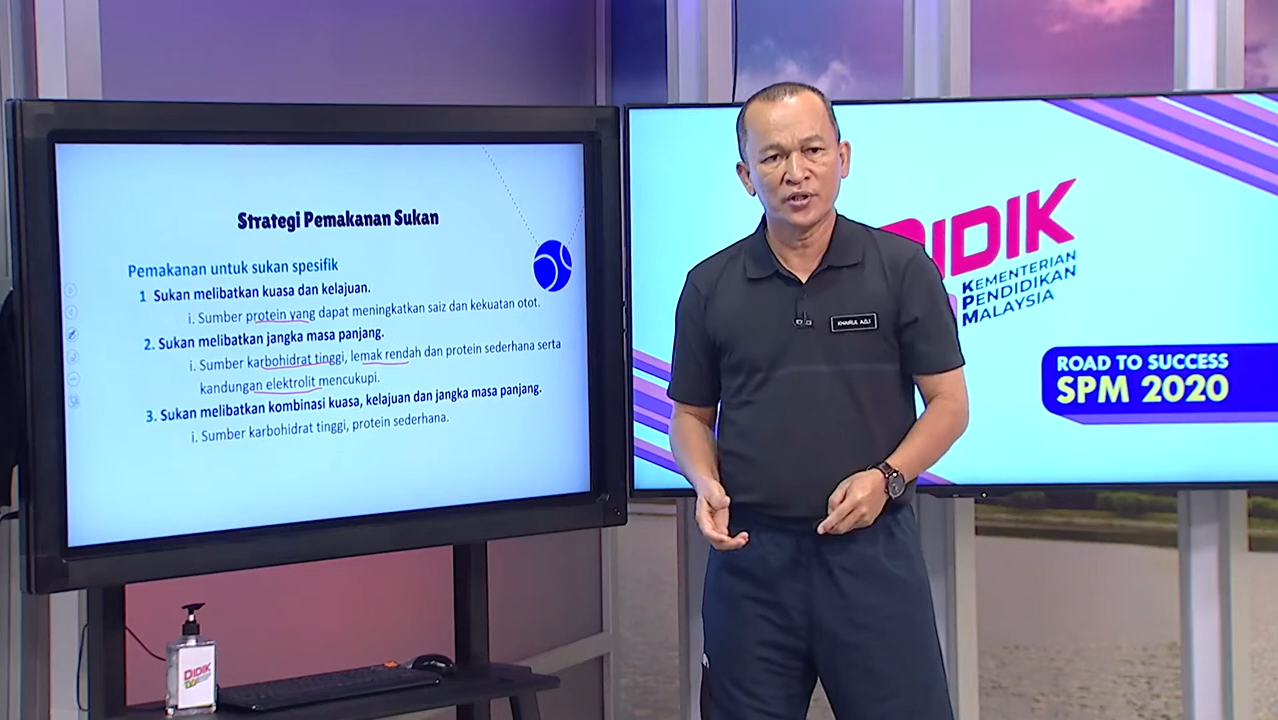 Strategi Pemakanan Sukan
Pemakanan untuk sukan spesifik
1 Sukan melibatkan kuasa dan kelajuan.
i. Sumber protein yang dapat meningkatkan saiz dan kekuatan otot.
2. Sukan melibatkan jangka masa panjang.
i. Sumber karbohidrat tinggi, lemak rendah dan protein sederhana serta
kandungan elektrolit mencukupi.
3. Sukan melibatkan kombinasi kuasa, kelajuan dan jangka masa panjang.
i. Sumber karbohidrat tinggi, protein sederhana.
DIDIK
KEMENTERIAN
PENDIDIKAN
MALAYSIA
ROAD TO SUCCESS
SPM 2020
KHAIRUL AZLI
DIDIK